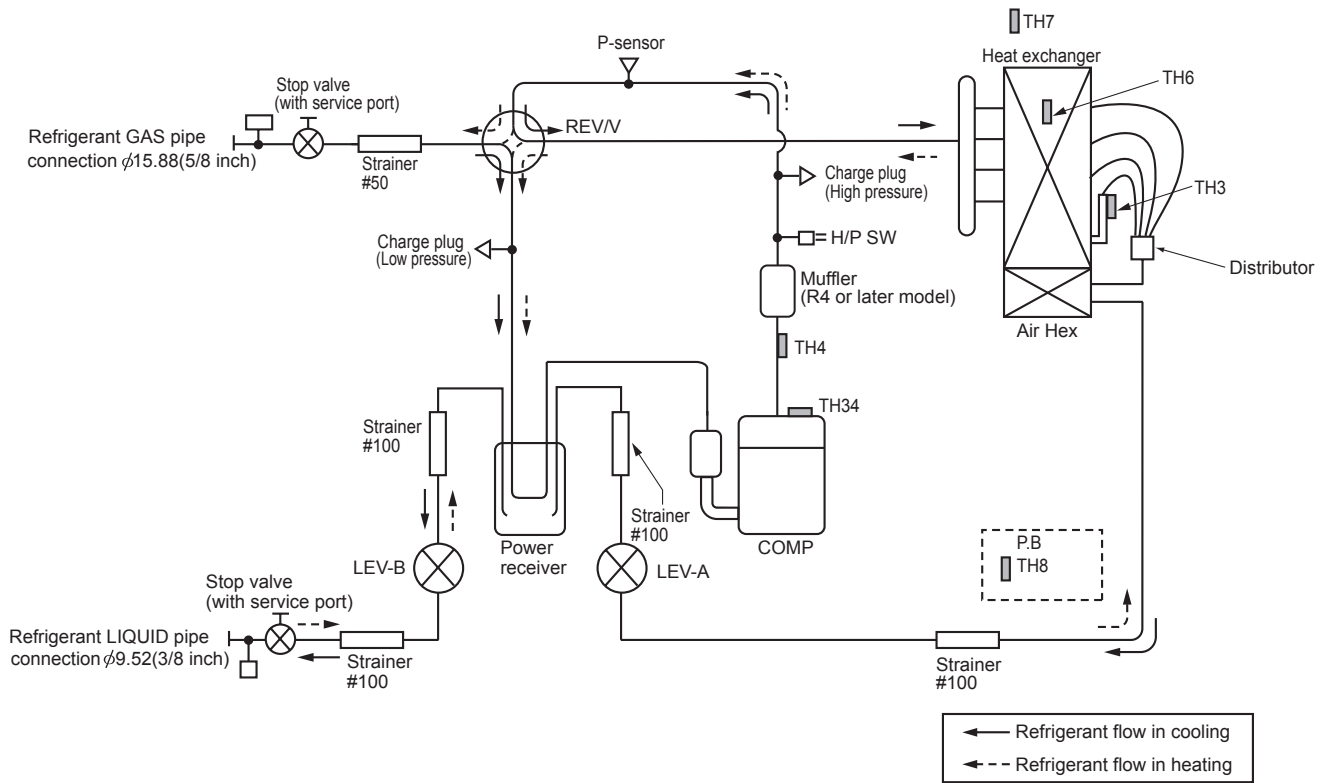 TH7
P-sensor
Heat exchanger
TH6
Stop valve
(with service port)
REV/V
Refrigerant GAS pipe
connection ϕ15.88(5/8 inch)
Strainer
#50
Charge plug
(High pressure)
TH3
Charge plug
(Low pressure)
H/P SW
Distributor
Muffler
(R4 or later model)
Air Hex
TH4
TH34
Strainer
#100
Strainer
#100
Power
receiver
COMP
P.B
TH8
LEV-B
LEV-A
Stop valve
(with service port)
Refrigerant LIQUID pipe
connection ϕ9.52(3/8 inch)
Strainer
#100
Strainer
#100
Refrigerant flow in cooling
Refrigerant flow in heating